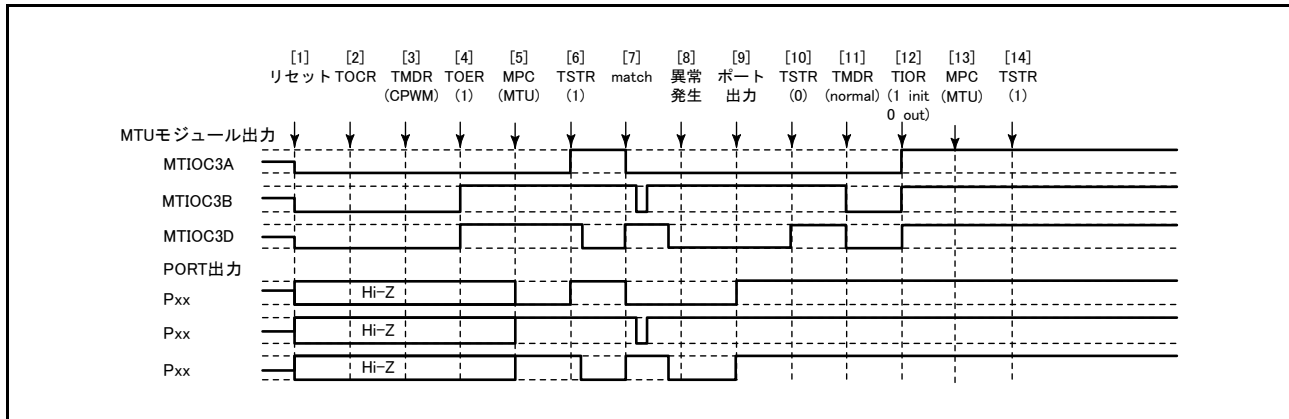 [1] [2] [3] [4] [5] [6] [7] [8] [9] [10] [11] [12] [13] [14]
リセット TOCR TMDR TOER MPC TSTR match 異常 ポート TSTR TMDR TIOR MPC TSTR
(CPWM) (1) (MTU) (1) 発生 出力 (0) (normal) (1 init (MTU) (1)
0 out)
MTUモジュール出力
MTIOC3A
MTIOC3B
MTIOC3D
PORT出力
Pxx Hi-Z
Pxx Hi-Z
Pxx Hi-Z